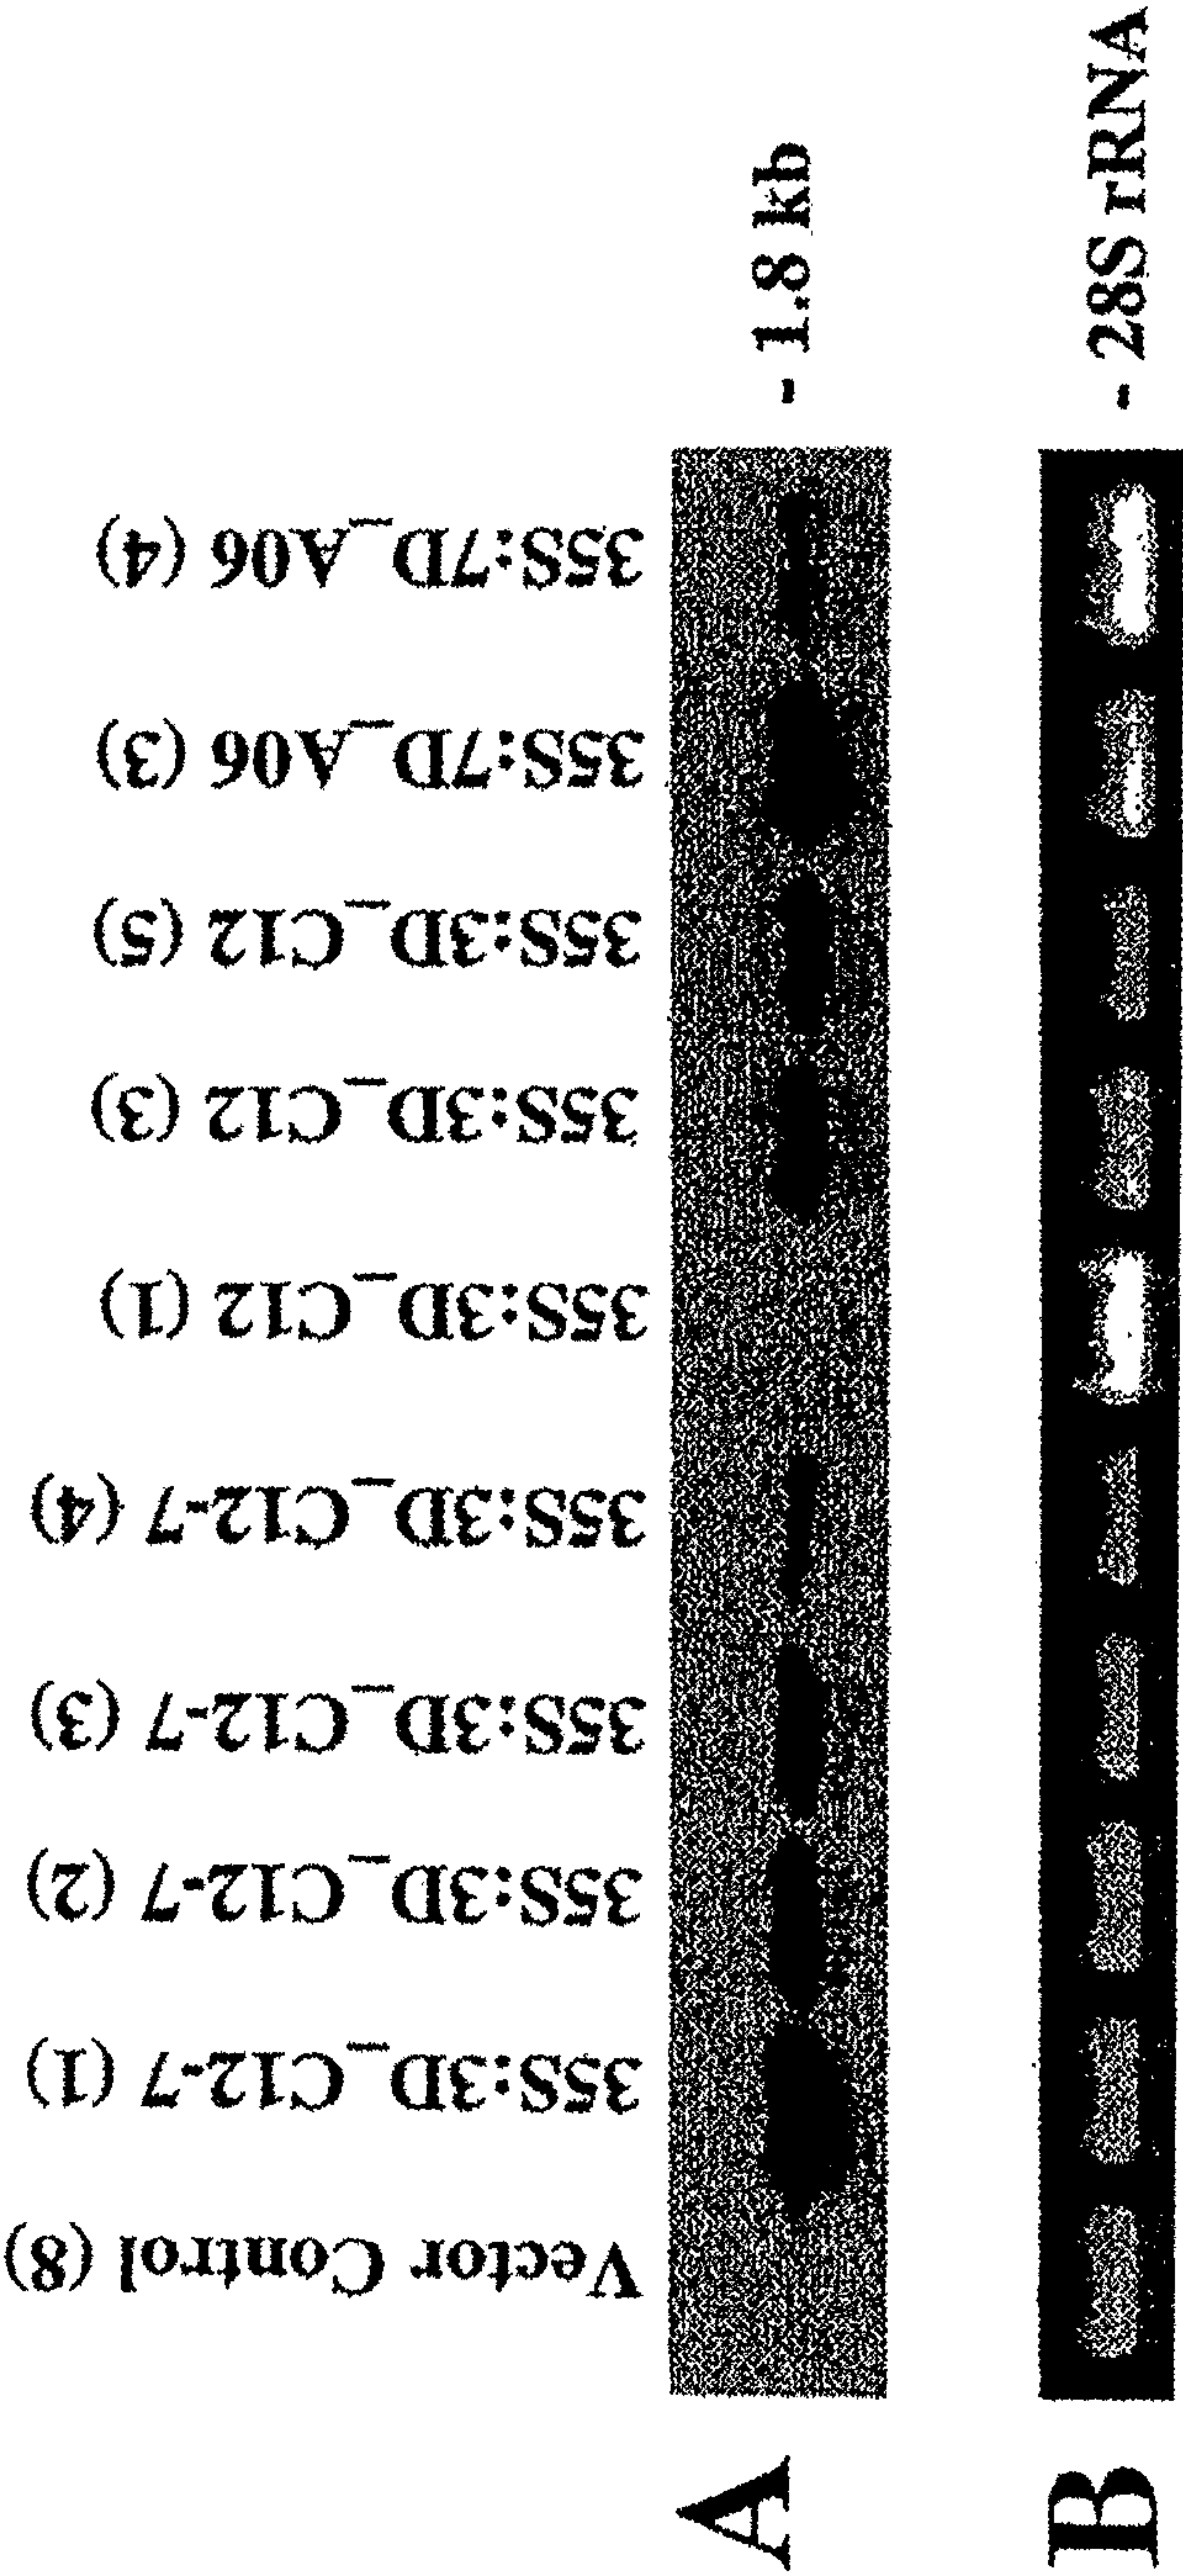 Vector Control (8)
35S:3D_C12-7 (1)
35S:3D_C12-7 (2)
35S:3D_C12-7 (3)
35S:3D_C12-7 (4)
35S:3D_C12 (1)
35S:3D_C12 (3)
35S:3D_C12 (5)
35S:7D_A06 (3)
35S:7D_A06 (4)
A
- 1.8 kb
B
- 28S rRNA